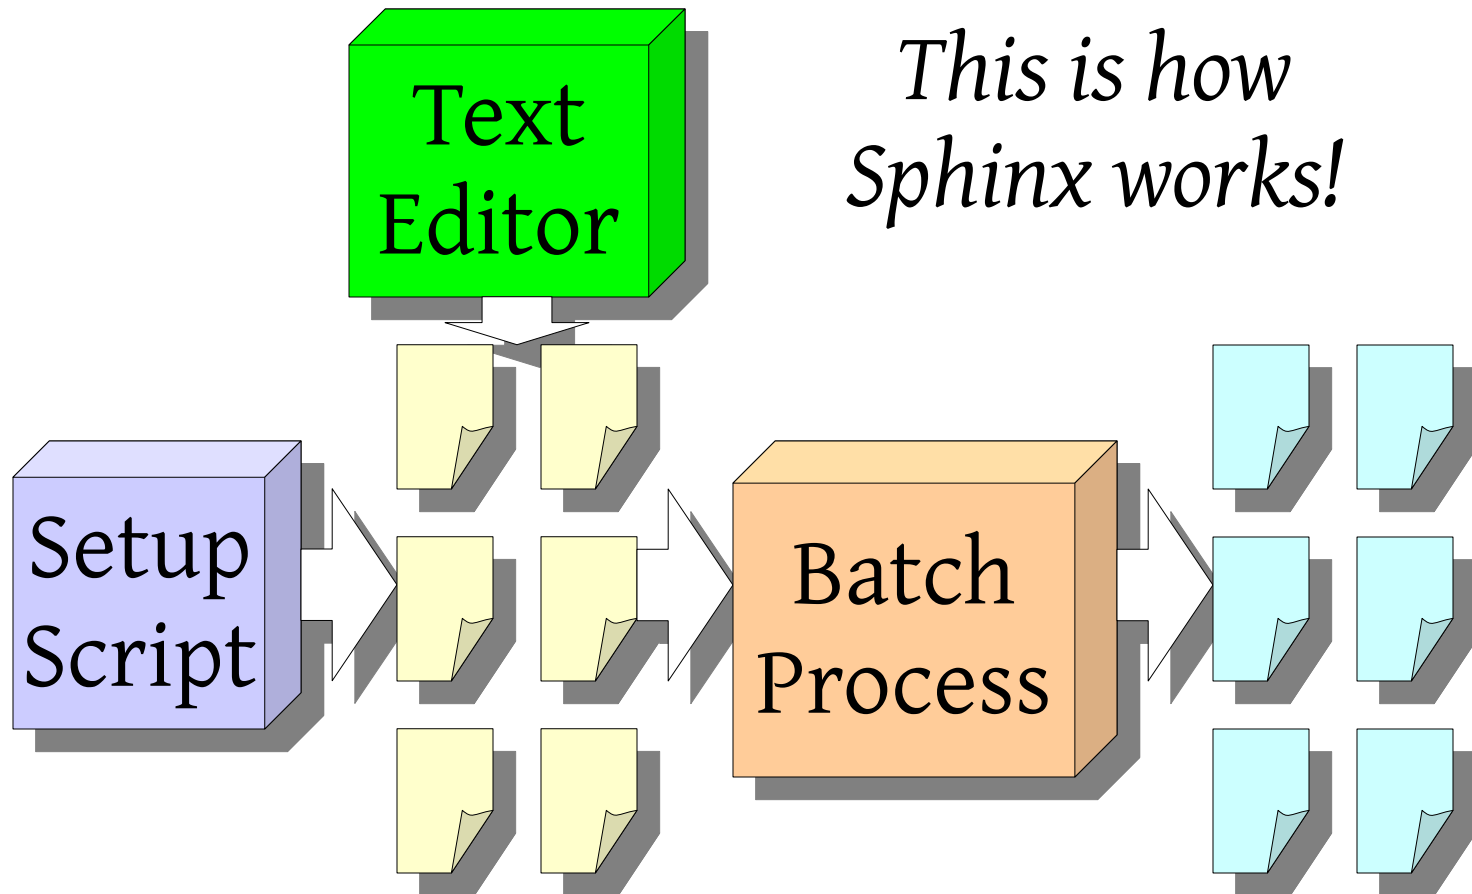 Text
Editor
This is how
Sphinx works!
Setup
Script
Batch
Process